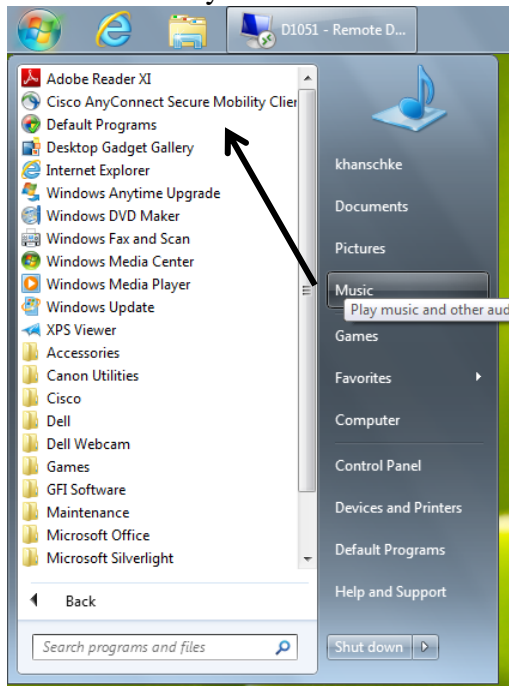 D1051 - Remote D...
Adobe Reader XI
Cisco AnyConnect Secure Mobility Clier
Default Programs
Desktop Gadget Gallery
Internet Explorer
Windows Anytime Upgrade
Windows DVD Maker
Windows Fax and Scan
Windows Media Center
Windows Media Player
Windows Update
XPS Viewer
Accessories
Canon Utilities
Cisco
Dell
Dell Webcam
Games
GFI Software
Maintenance
Microsoft Office
Microsoft Silverlight
Back
Search programs and files
khanschke
Documents
Pictures
Music
Play music and other aud
Games
Favorites
Computer
Control Panel
Devices and Printers
Default Programs
Help and Support
Shut down